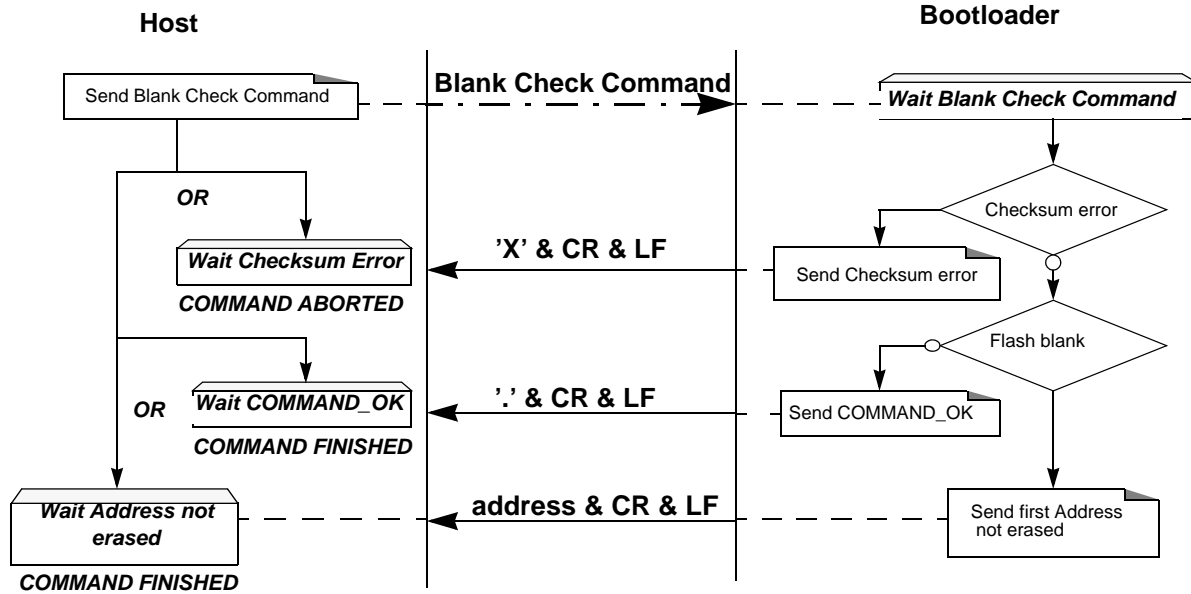 Host
Bootloader
Send Blank Check Command
Blank Check Command
Wait Blank Check Command
OR
Checksum error
Wait Checksum Error
’X’ & CR & LF
Send Checksum error
COMMAND ABORTED
Flash blank
OR
Wait COMMAND_OK
’.’ & CR & LF
Send COMMAND_OK
COMMAND FINISHED
Wait Address not
erased
address & CR & LF
Send first Address
not erased
COMMAND FINISHED